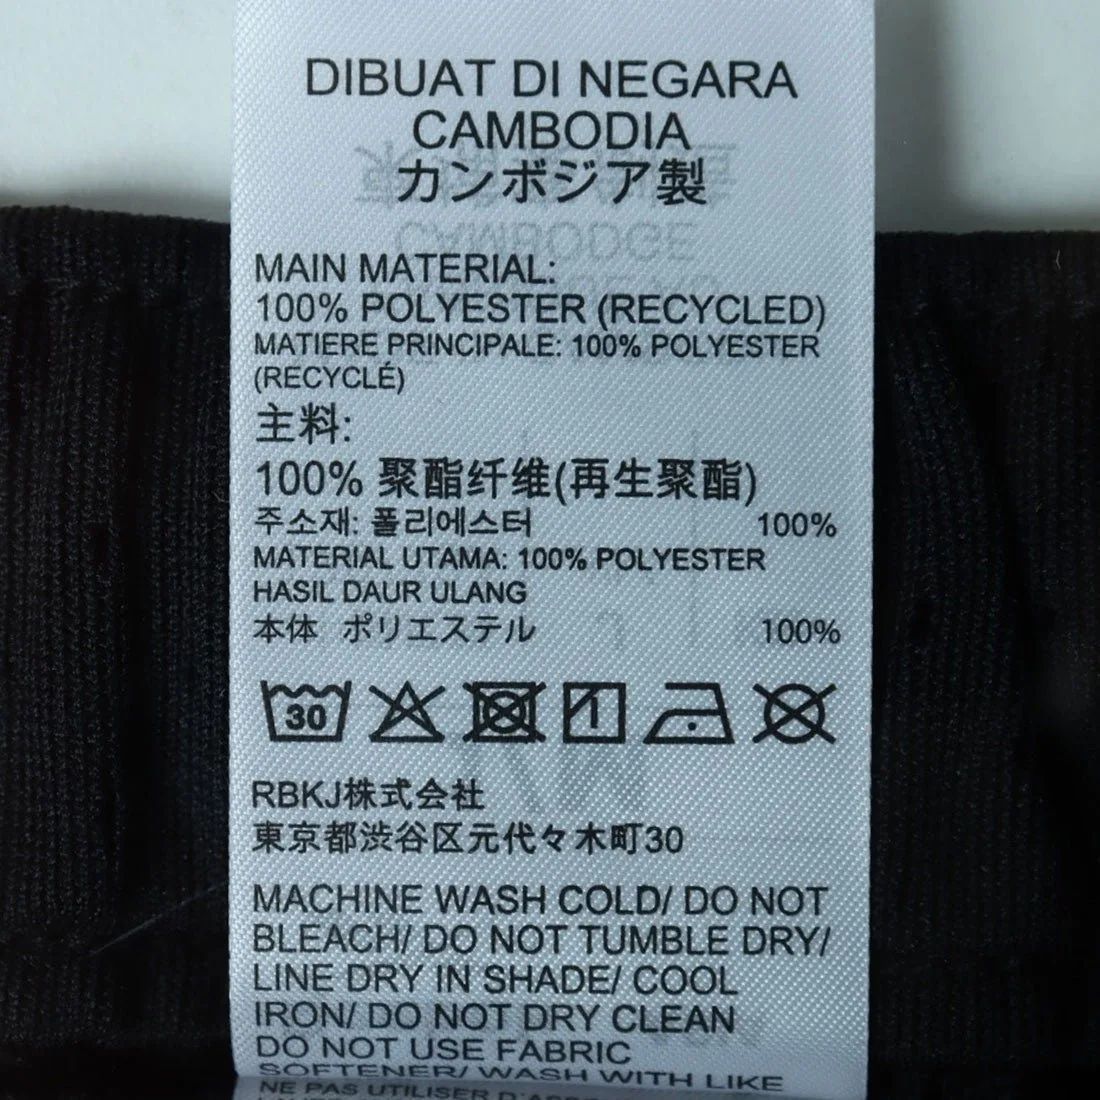 DIBUAT DI NEGARA
CAMBODIA
カンボジア製
MAIN MATERIAL:
100% POLYESTER (RECYCLED)
MATIERE PRINCIPALE: 100% POLYESTER
(RECYCLÉ)
主料:
100% 聚酯纤维(再生聚酯)
주소재: 폴리에스터 100%
MATERIAL UTAMA: 100% POLYESTER
HASIL DAUR ULANG
本体 ポリエステル 100%
30
RBKJ株式会社
東京都渋谷区元代々木町30
MACHINE WASH COLD/ DO NOT
BLEACH/ DO NOT TUMBLE DRY/
LINE DRY IN SHADE/ COOL
IRON/ DO NOT DRY CLEAN
DO NOT USE FABRIC
SOFTENER/ WASH WITH LIKE
NE PAS UTILISER